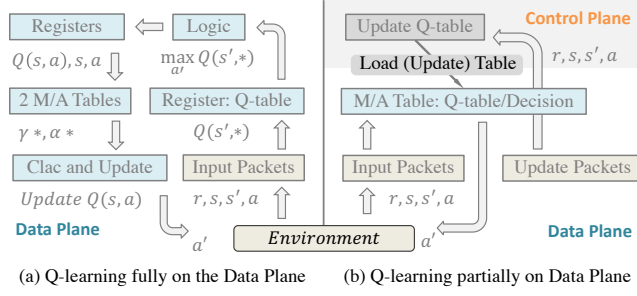 Registers
Logic
Q(s,a),s,a
max Q(s′,*)
a′
2 M/A Tables
Register: Q-table
γ *,α *
Q(s′,*)
Clac and Update
Input Packets
Update Q(s,a)
r,s,s′,a
Data Plane
a′
Environment
(a) Q-learning fully on the Data Plane
Control Plane
Update Q-table
r,s,s′,a
Load (Update) Table
M/A Table: Q-table/Decision
Input Packets
Update Packets
r,s,s′,a
a′
Data Plane
(b) Q-learning partially on Data Plane